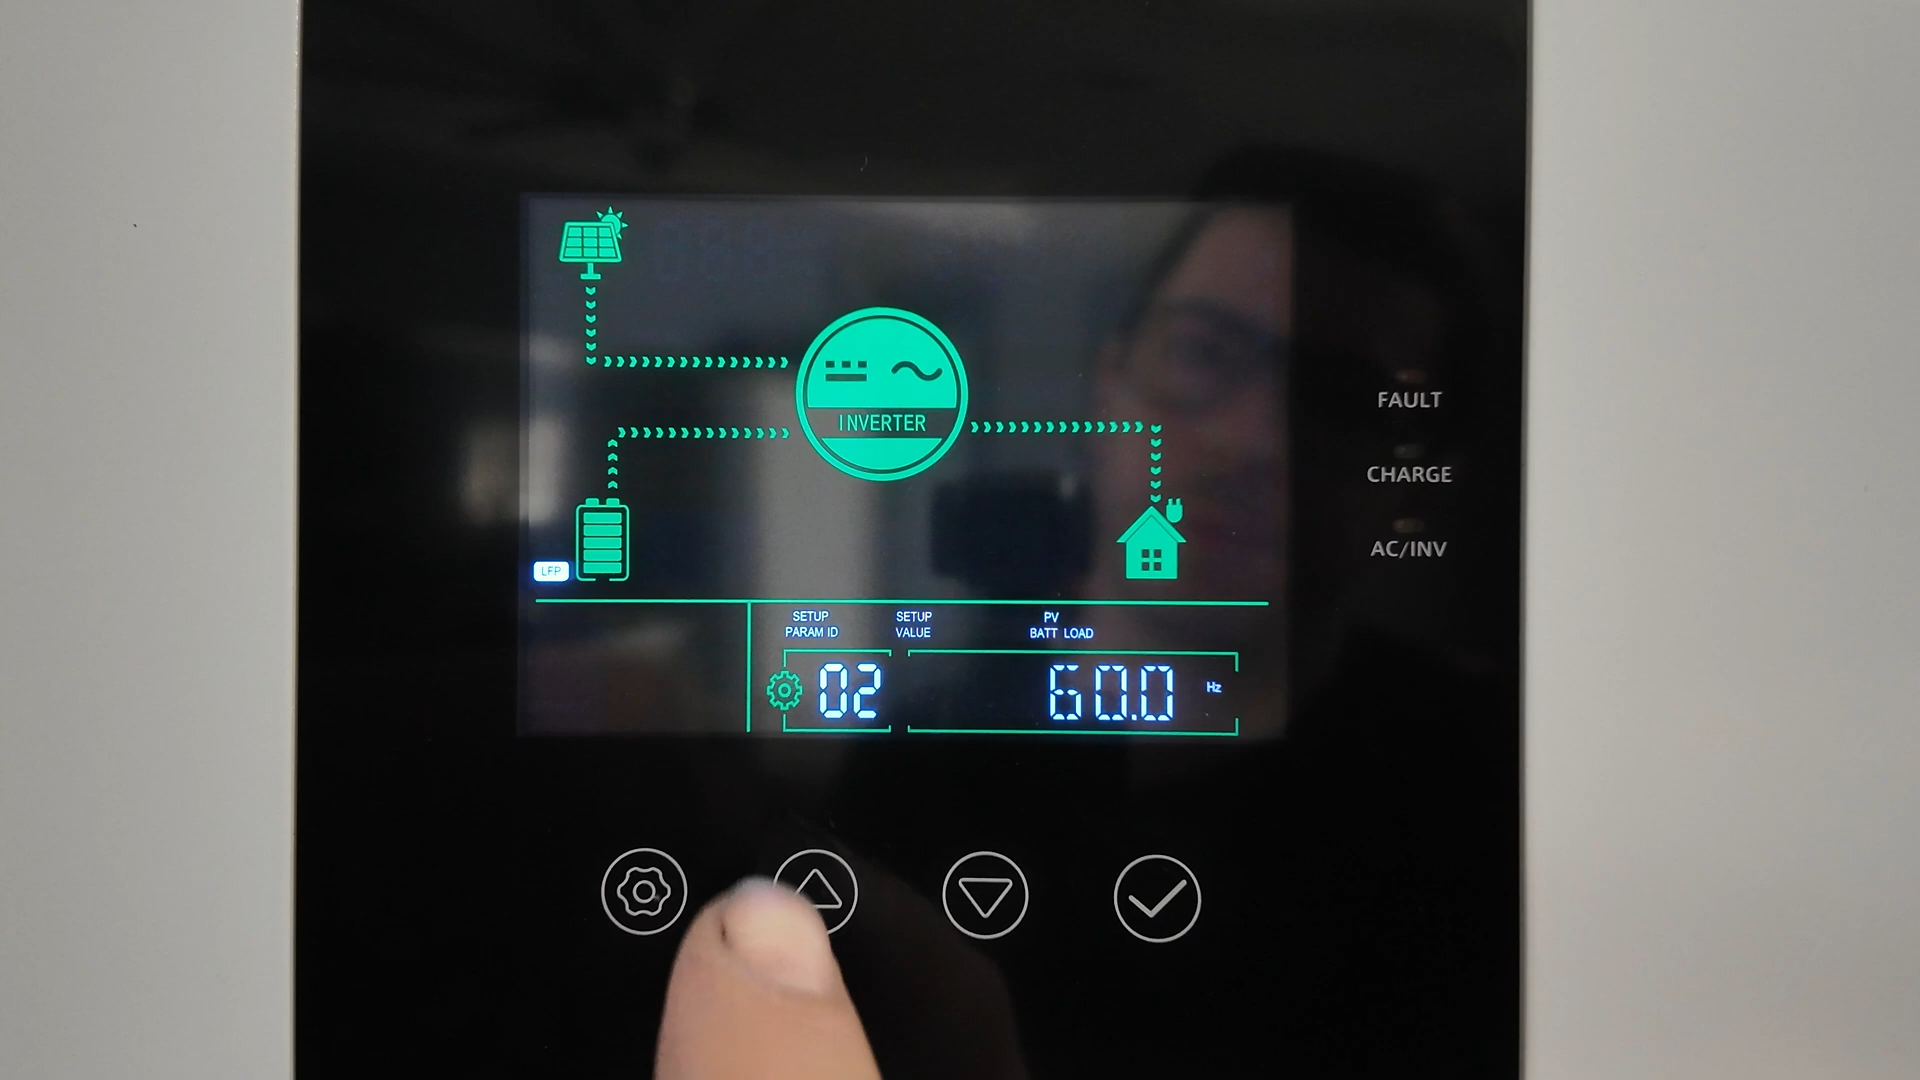 INVERTER
FAULT
CHARGE
AC/INV
LFP
SETUP PARAM ID
SETUP VALUE
PV
BATT LOAD
02
60.0 Hz